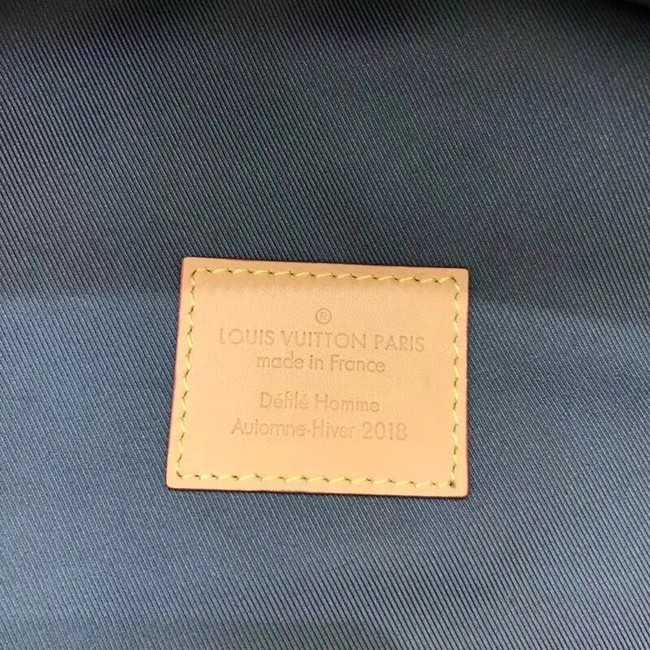 ®
LOUIS VUITTON PARIS
made in France
Défilé Homme
Automne-Hiver 2018